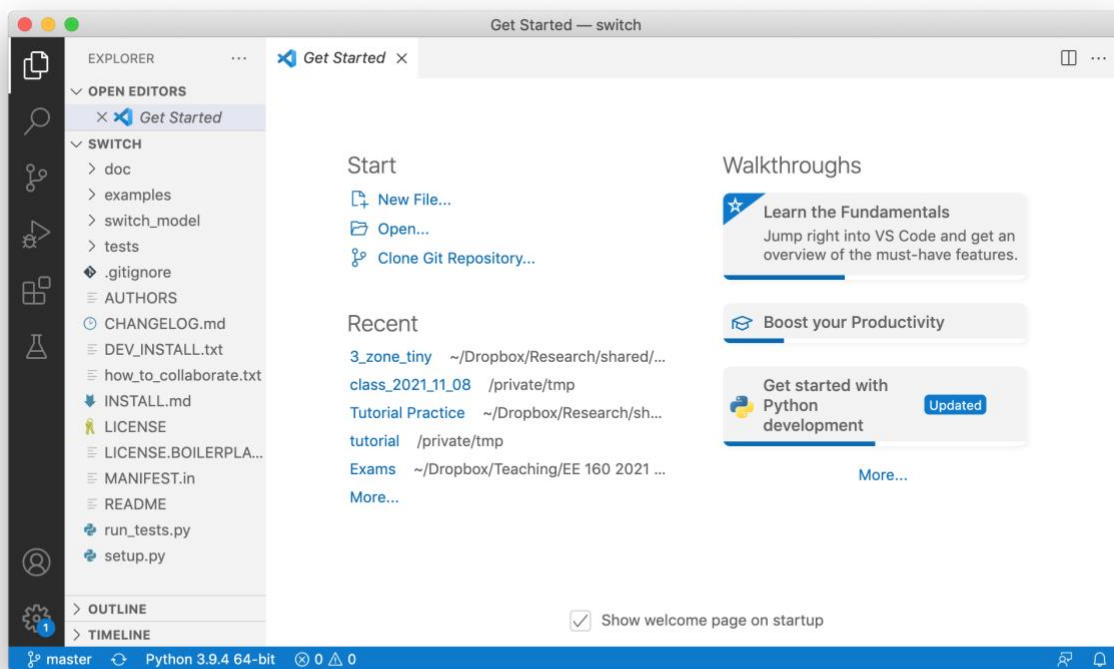 Get Started — switch
EXPLORER
OPEN EDITORS
Get Started
SWITCH
doc
examples
switch_model
tests
.gitignore
AUTHORS
CHANGELOG.md
DEV_INSTALL.txt
how_to_collaborate.txt
INSTALL.md
LICENSE
LICENSE.BOILERPLA...
MANIFEST.in
README
run_tests.py
setup.py
OUTLINE
TIMELINE
1
Get Started
Start
New File...
Open...
Clone Git Repository...
Recent
3_zone_tiny ~/Dropbox/Research/shared/...
class_2021_11_08 /private/tmp
Tutorial Practice ~/Dropbox/Research/sh...
tutorial /private/tmp
Exams ~/Dropbox/Teaching/EE 160 2021 ...
More...
Walkthroughs
Learn the Fundamentals
Jump right into VS Code and get an
overview of the must-have features.
Boost your Productivity
Get started with
Python
development
Updated
More...
Show welcome page on startup
master Python 3.9.4 64-bit 0 0